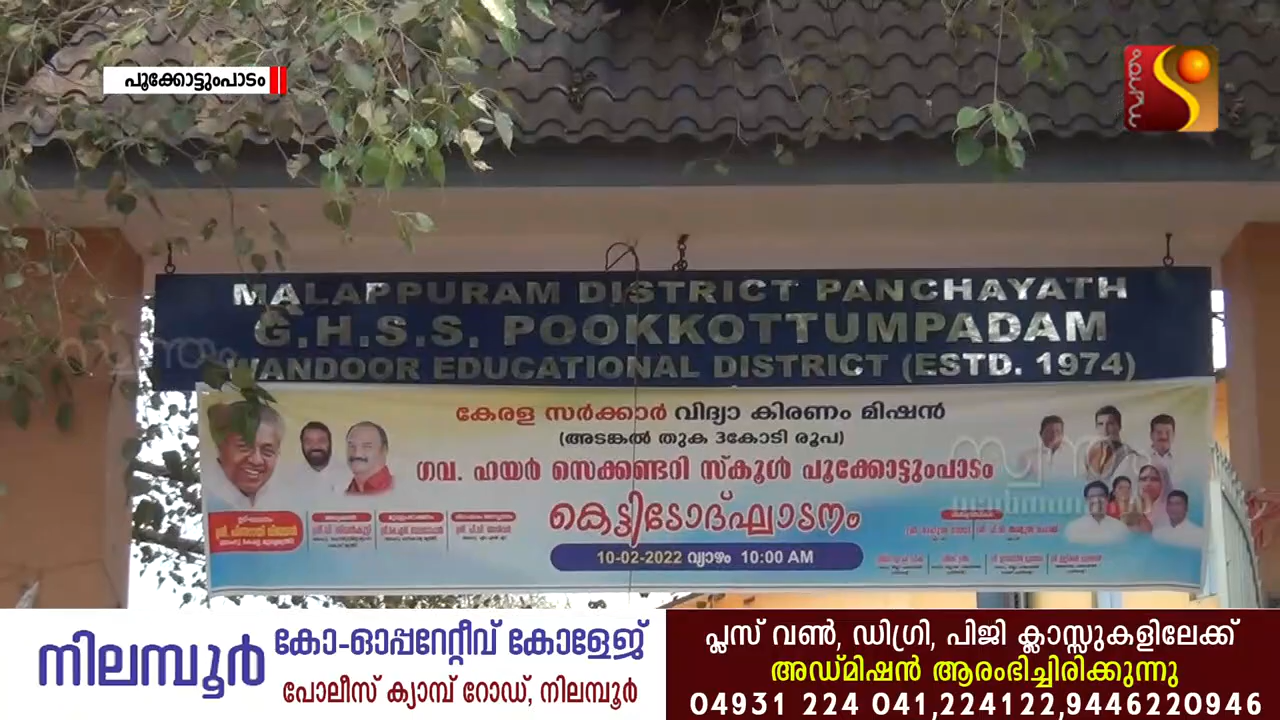 പൂക്കോട്ടുംപാടം
MALAPPURAM DISTRICT PANCHAYATH
G.H.S.S. POOKKOTTUMPADAM
WANDOOR EDUCATIONAL DISTRICT (ESTD. 1974)
കേരള സർക്കാർ വിദ്യാ കിരണം മിഷൻ
(അടങ്കൽ തുക 3കോടി രൂപ)
ഗവ. ഹയർ സെക്കണ്ടറി സ്കൂൾ പൂക്കോട്ടുംപാടം
കെട്ടിടോദ്ഘാടനം
10-02-2022 വ്യാഴം 10:00 AM
നിലമ്പൂർ
കോ-ഓപ്പറേറ്റീവ് കോളേജ്
പോലീസ് ക്യാമ്പ് റോഡ്, നിലമ്പൂർ
പ്ലസ് വൺ, ഡിഗ്രി, പിജി ക്ലാസ്സുകളിലേക്ക്
അഡ്മിഷൻ ആരംഭിച്ചിരിക്കുന്നു
04931 224 041,224122,9446220946